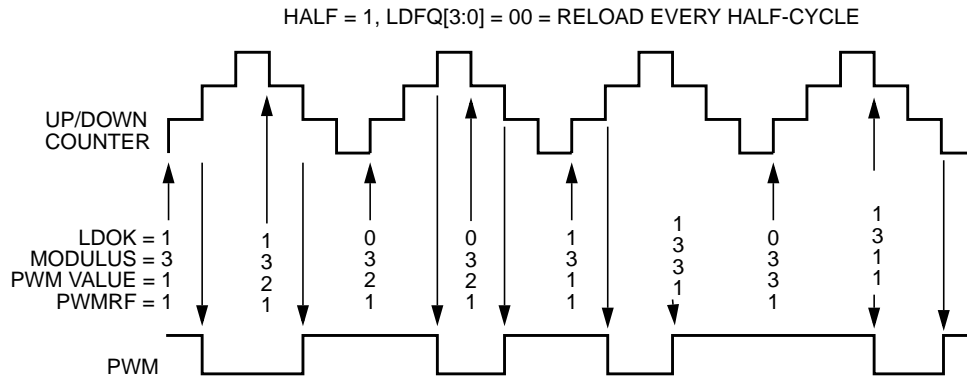 HALF = 1, LDFQ[3:0] = 00 = RELOAD EVERY HALF-CYCLE
UP/DOWN
COUNTER
LDOK = 1 1 0 0 1 1 0 1
MODULUS = 3 3 3 3 3 3 3 3
PWM VALUE = 1 2 2 2 1 3 3 1
PWMRF = 1 1 1 1 1 1 1 1
PWM